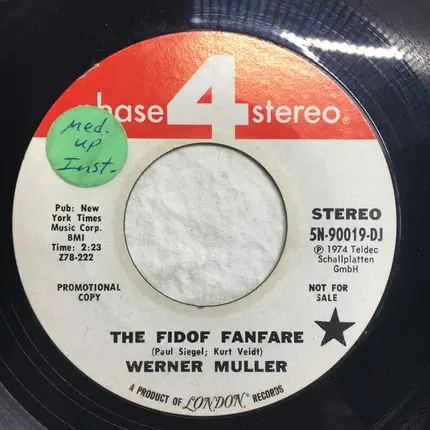 phase 4 stereo®
Med.
up
Inst.
Pub: New
York Times
Music Corp.
BMI
Time: 2:23
Z78-222
PROMOTIONAL
COPY
STEREO
5N-90019-DJ
Ⓟ 1974 Teldec
Schallplatten
GmbH
NOT FOR
SALE
THE FIDOF FANFARE
(Paul Siegel; Kurt Veidt)
WERNER MULLER
A PRODUCT OF LONDON® RECORDS